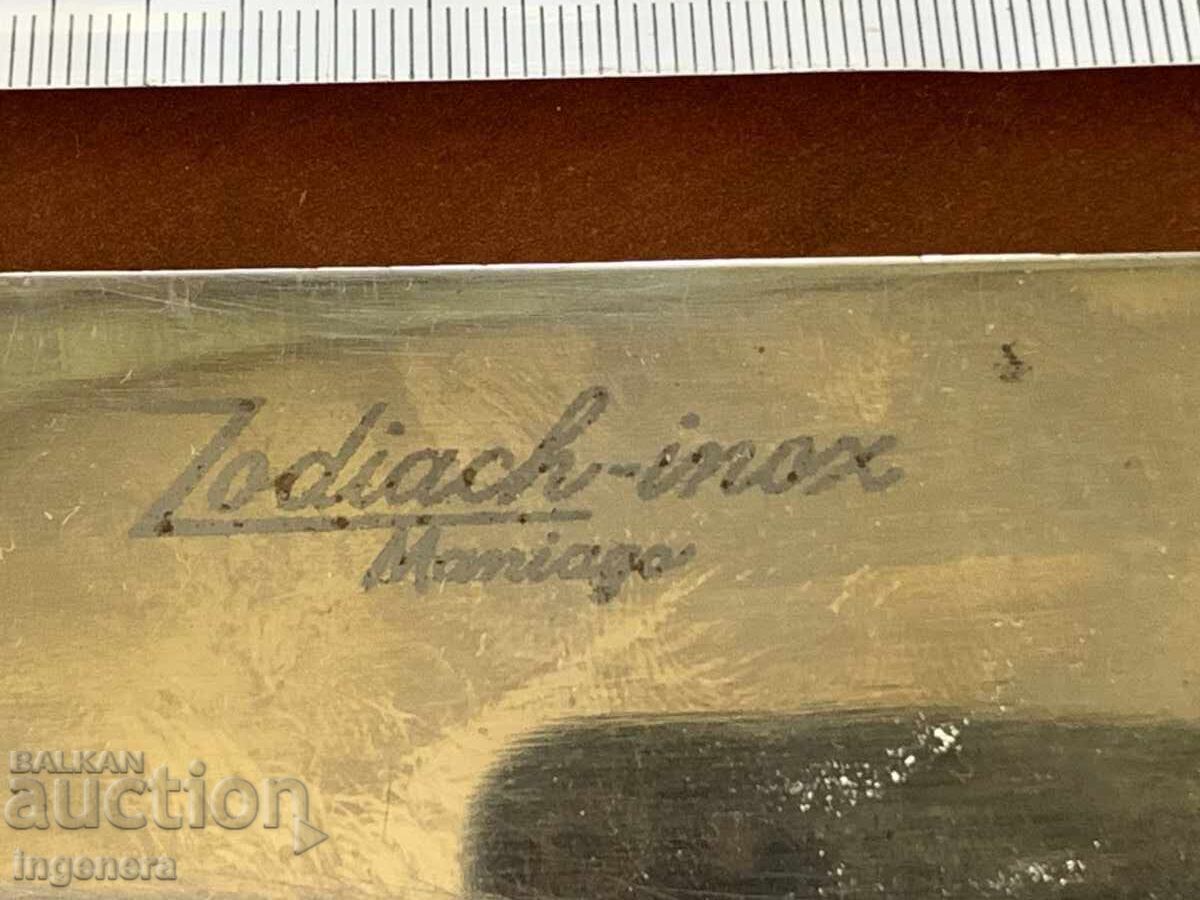 Zodiach-inox
Maniago
BALKAN
auction
ingenera